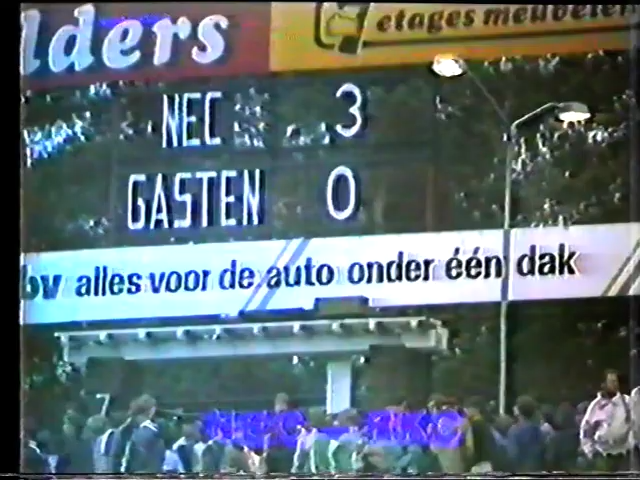 lders
etages meubelen
NEC 3
GASTEN 0
bv alles voor de auto onder één dak